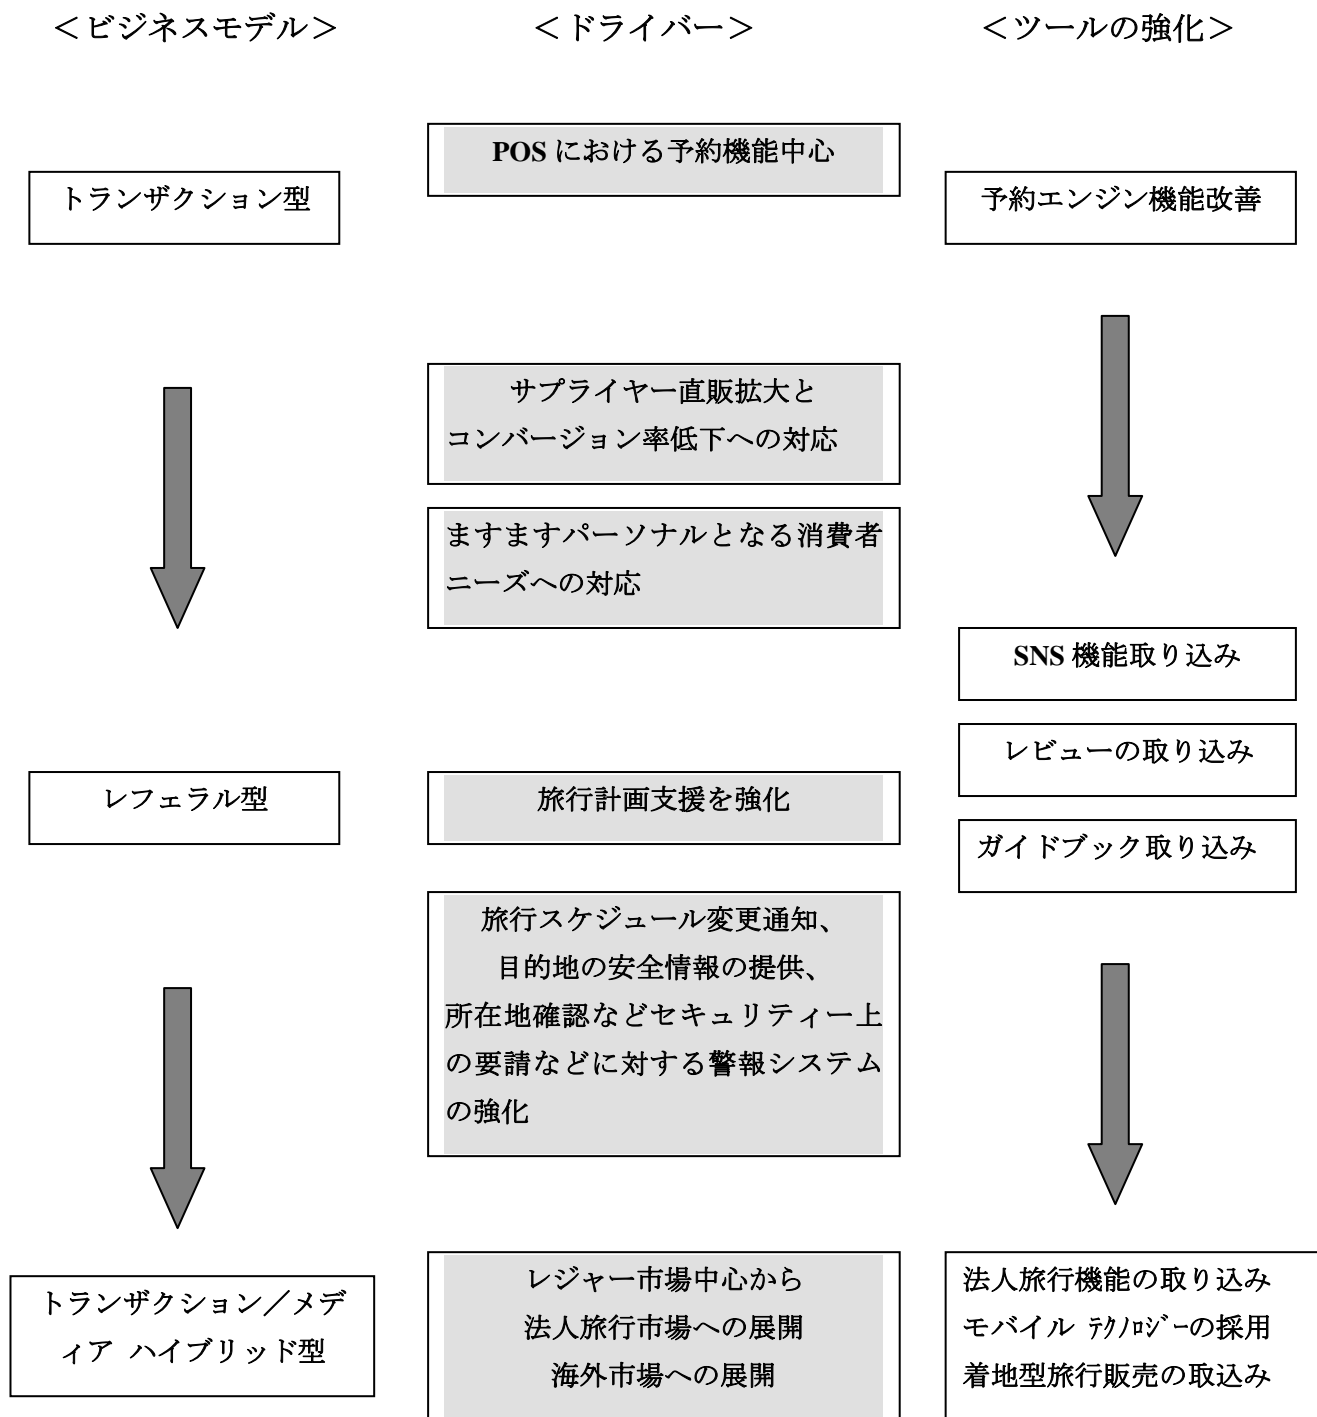 ＜ビジネスモデル＞
＜ドライバー＞
＜ツールの強化＞
POS における予約機能中心
トランザクション型
予約エンジン機能改善
サプライヤー直販拡大と
コンバージョン率低下への対応
ますますパーソナルとなる消費者
ニーズへの対応
SNS 機能取り込み
レビューの取り込み
レフェラル型
旅行計画支援を強化
ガイドブック取り込み
旅行スケジュール変更通知、
目的地の安全情報の提供、
所在地確認などセキュリティー上
の要請などに対する警報システム
の強化
トランザクション／メデ
ィア ハイブリッド型
レジャー市場中心から
法人旅行市場への展開
海外市場への展開
法人旅行機能の取り込み
モバイル ﾃｸﾉﾛｼﾞｰの採用
着地型旅行販売の取込み